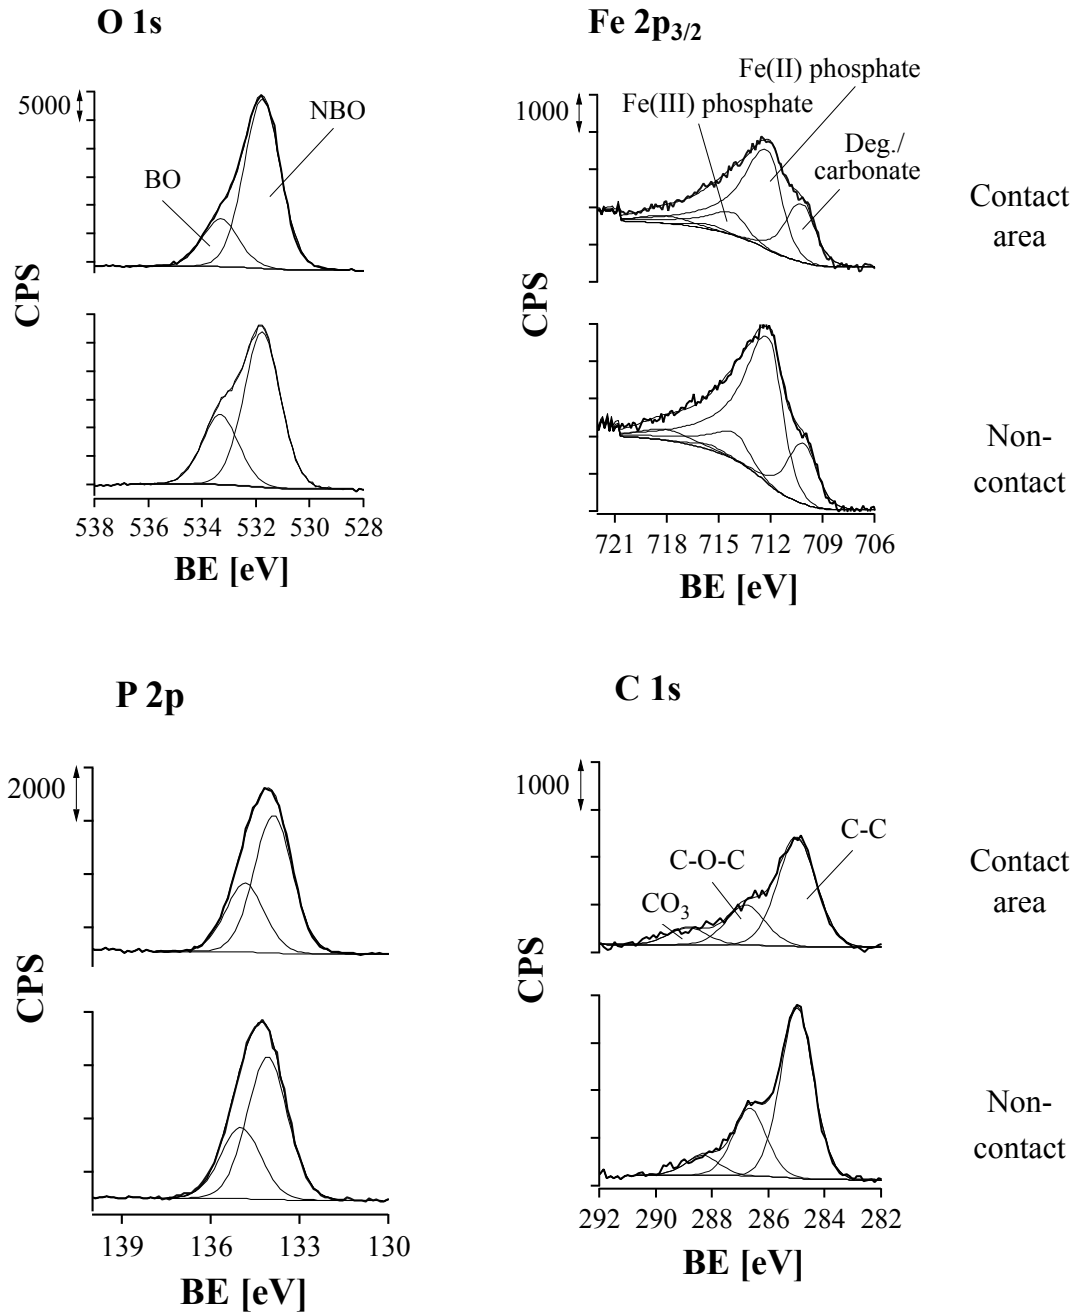 O 1s
5000
NBO
BO
CPS
538 536 534 532 530 528
BE [eV]
Fe 2p3/2
1000
Fe(II) phosphate
Fe(III) phosphate
Deg./
carbonate
CPS
721 718 715 712 709 706
BE [eV]
Contact
area
Non-
contact
P 2p
2000
CPS
139 136 133 130
BE [eV]
C 1s
1000
C-C
C-O-C
CO3
CPS
292 290 288 286 284 282
BE [eV]
Contact
area
Non-
contact